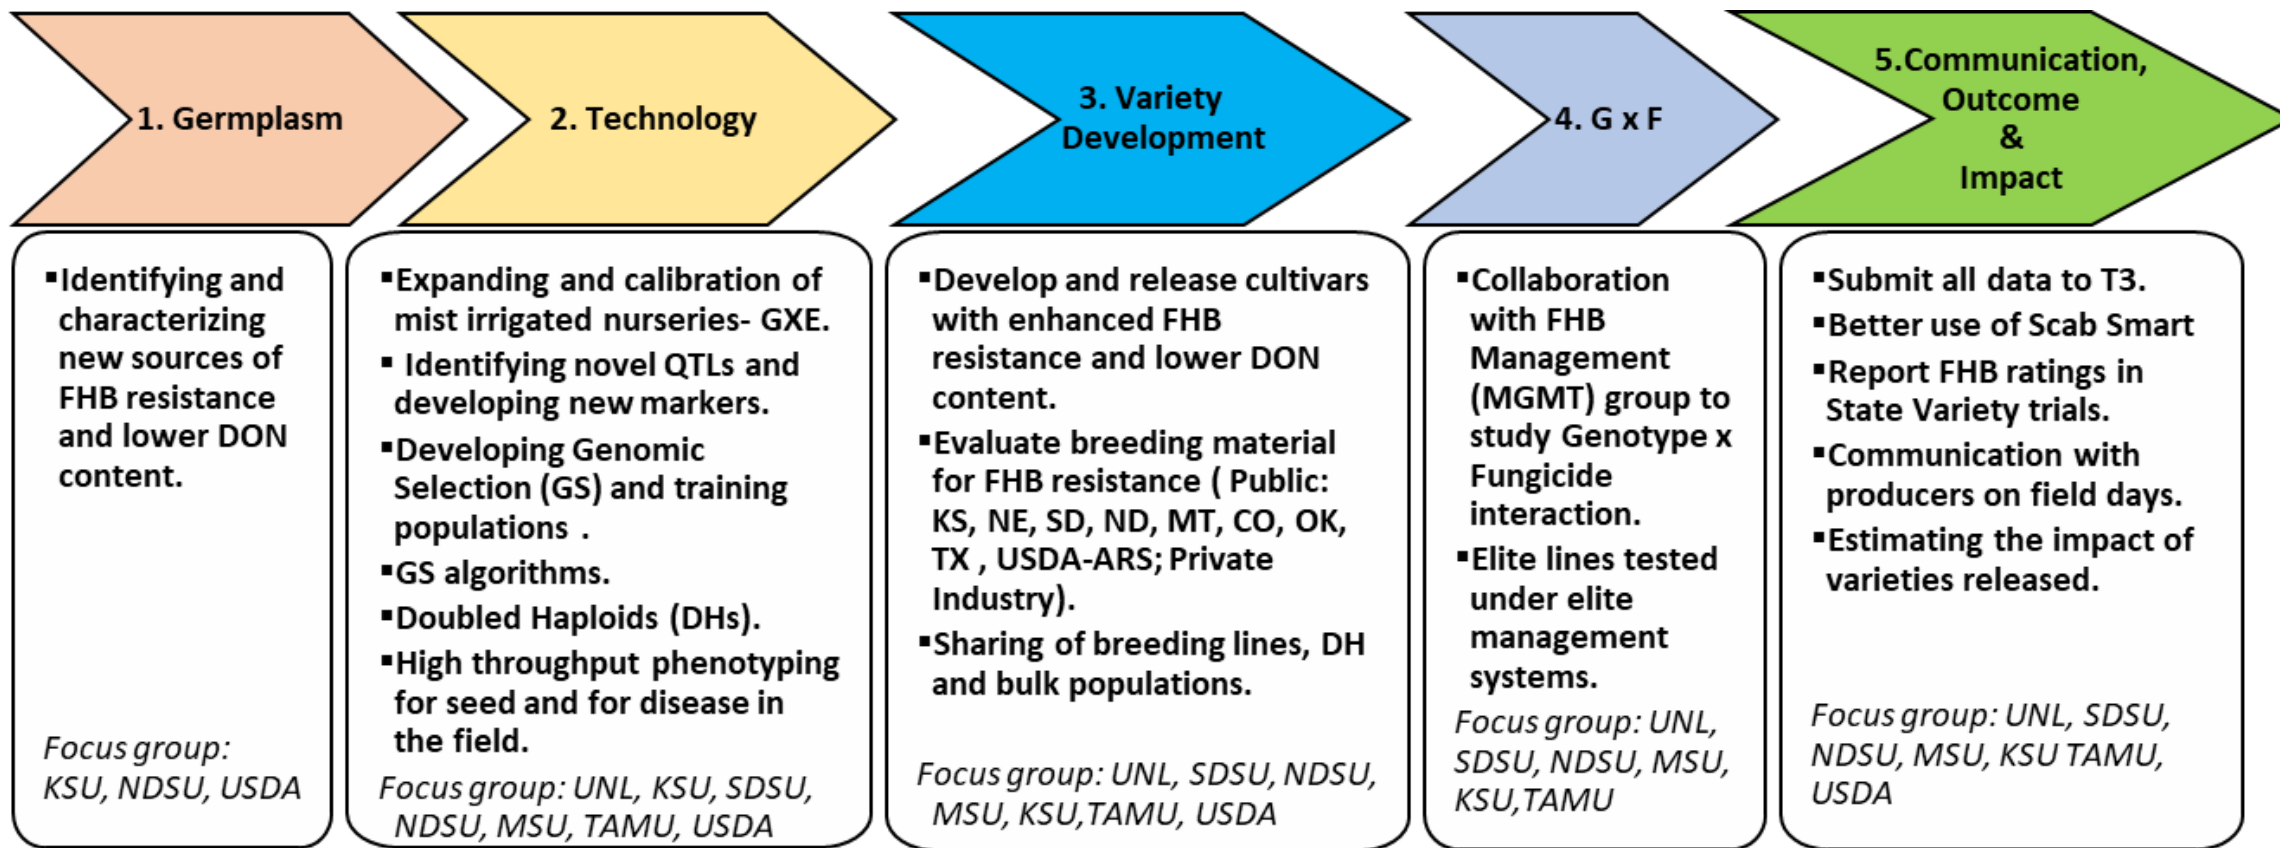 1. Germplasm
2. Technology
3. Variety
Development
4. G x F
5.Communication,
Outcome
&
Impact
▪Identifying and
characterizing
new sources of
FHB resistance
and lower DON
content.
Focus group:
KSU, NDSU, USDA
▪Expanding and calibration of
mist irrigated nurseries- GXE.
▪ Identifying novel QTLs and
developing new markers.
▪Developing Genomic
Selection (GS) and training
populations .
▪GS algorithms.
▪Doubled Haploids (DHs).
▪High throughput phenotyping
for seed and for disease in
the field.
Focus group: UNL, KSU, SDSU,
NDSU, MSU, TAMU, USDA
▪Develop and release cultivars
with enhanced FHB
resistance and lower DON
content.
▪Evaluate breeding material
for FHB resistance ( Public:
KS, NE, SD, ND, MT, CO, OK,
TX , USDA-ARS; Private
Industry).
▪Sharing of breeding lines, DH
and bulk populations.
Focus group: UNL, SDSU, NDSU,
MSU, KSU,TAMU, USDA
▪Collaboration
with FHB
Management
(MGMT) group to
study Genotype x
Fungicide
interaction.
▪Elite lines tested
under elite
management
systems.
Focus group: UNL,
SDSU, NDSU, MSU,
KSU,TAMU
▪Submit all data to T3.
▪Better use of Scab Smart
▪Report FHB ratings in
State Variety trials.
▪Communication with
producers on field days.
▪Estimating the impact of
varieties released.
Focus group: UNL, SDSU,
NDSU, MSU, KSU TAMU,
USDA